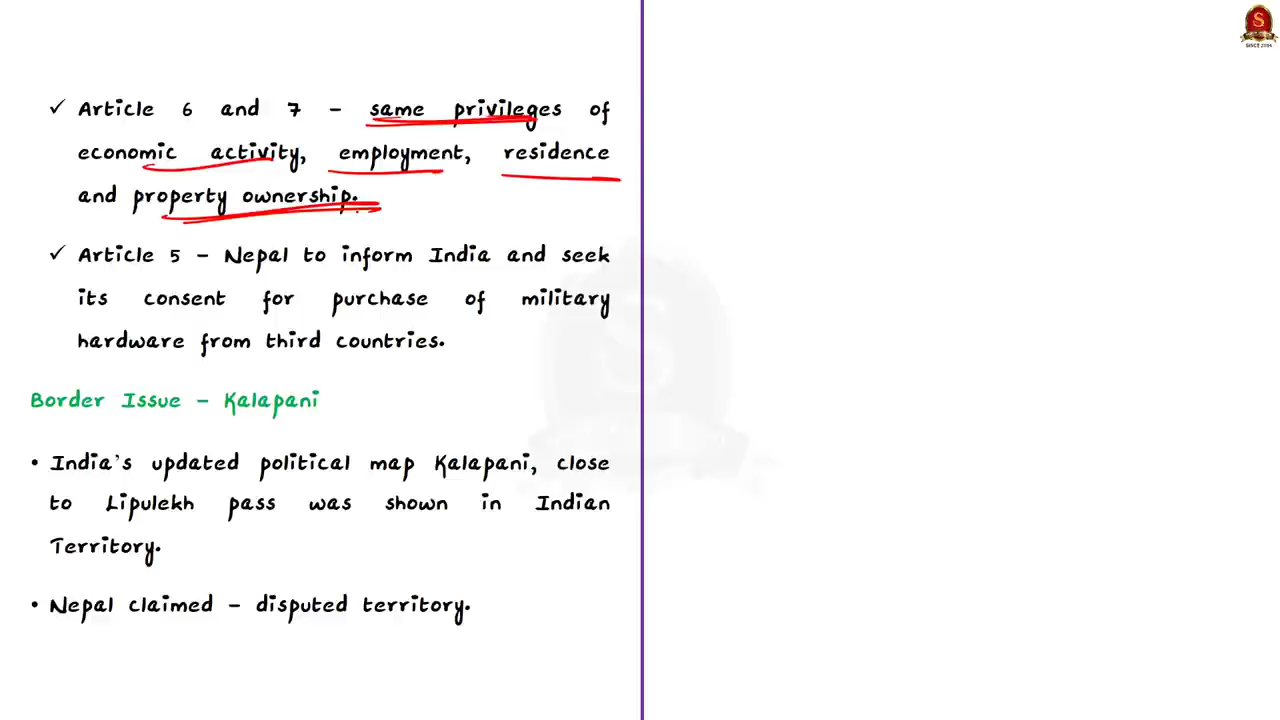 ✓ Article 6 and 7 – same privileges of
economic activity, employment, residence
and property ownership.
✓ Article 5 – Nepal to inform India and seek
its consent for purchase of military
hardware from third countries.
Border Issue – Kalapani
• India's updated political map Kalapani, close
to Lipulekh pass was shown in Indian
Territory.
• Nepal claimed – disputed territory.
S
SINCE 2004